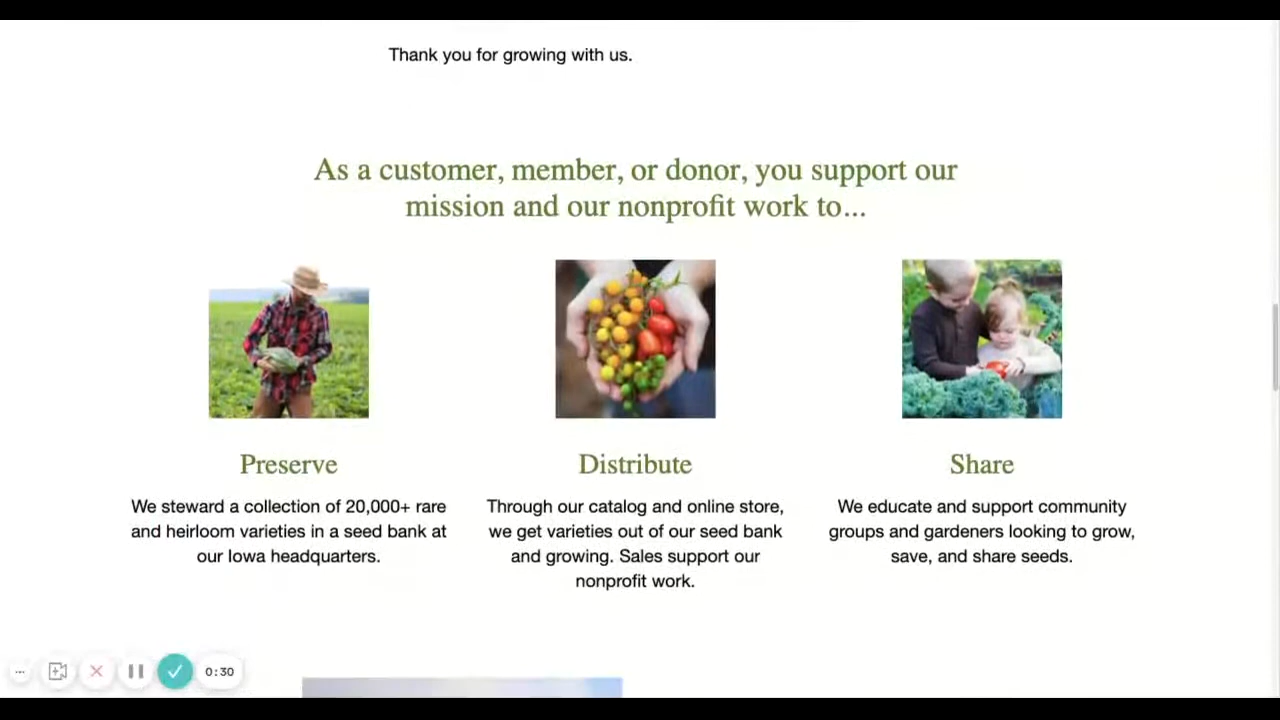 Thank you for growing with us.
As a customer, member, or donor, you support our
mission and our nonprofit work to...
Preserve
We steward a collection of 20,000+ rare
and heirloom varieties in a seed bank at
our Iowa headquarters.
Distribute
Through our catalog and online store,
we get varieties out of our seed bank
and growing. Sales support our
nonprofit work.
Share
We educate and support community
groups and gardeners looking to grow,
save, and share seeds.
0:30